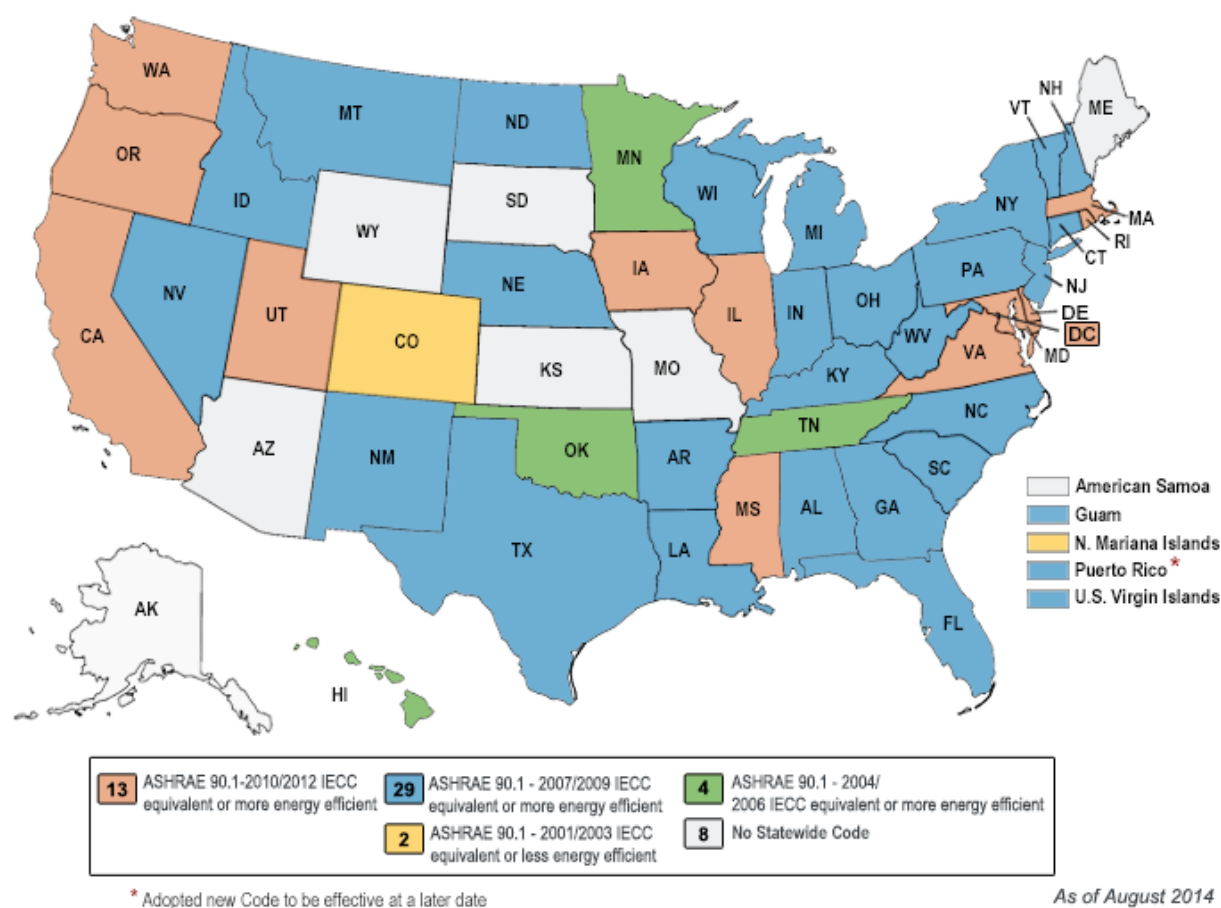 WA
MT
ND
MN
VT
NH
ME
OR
ID
SD
WI
NY
MA
WY
MI
RI
CT
IA
NE
PA
NJ
NV
UT
CO
IL
IN
OH
DE
DC
CA
WV
VA
MD
KS
MO
KY
NC
AZ
NM
OK
TN
AR
SC
MS
AL
GA
TX
LA
FL
AK
HI
American Samoa
Guam
N. Mariana Islands
Puerto Rico *
U.S. Virgin Islands
13 ASHRAE 90.1-2010/2012 IECC
equivalent or more energy efficient
29 ASHRAE 90.1 - 2007/2009 IECC
equivalent or more energy efficient
4 ASHRAE 90.1 - 2004/
2006 IECC equivalent or more energy efficient
2 ASHRAE 90.1 - 2001/2003 IECC
equivalent or less energy efficient
8 No Statewide Code
* Adopted new Code to be effective at a later date
As of August 2014